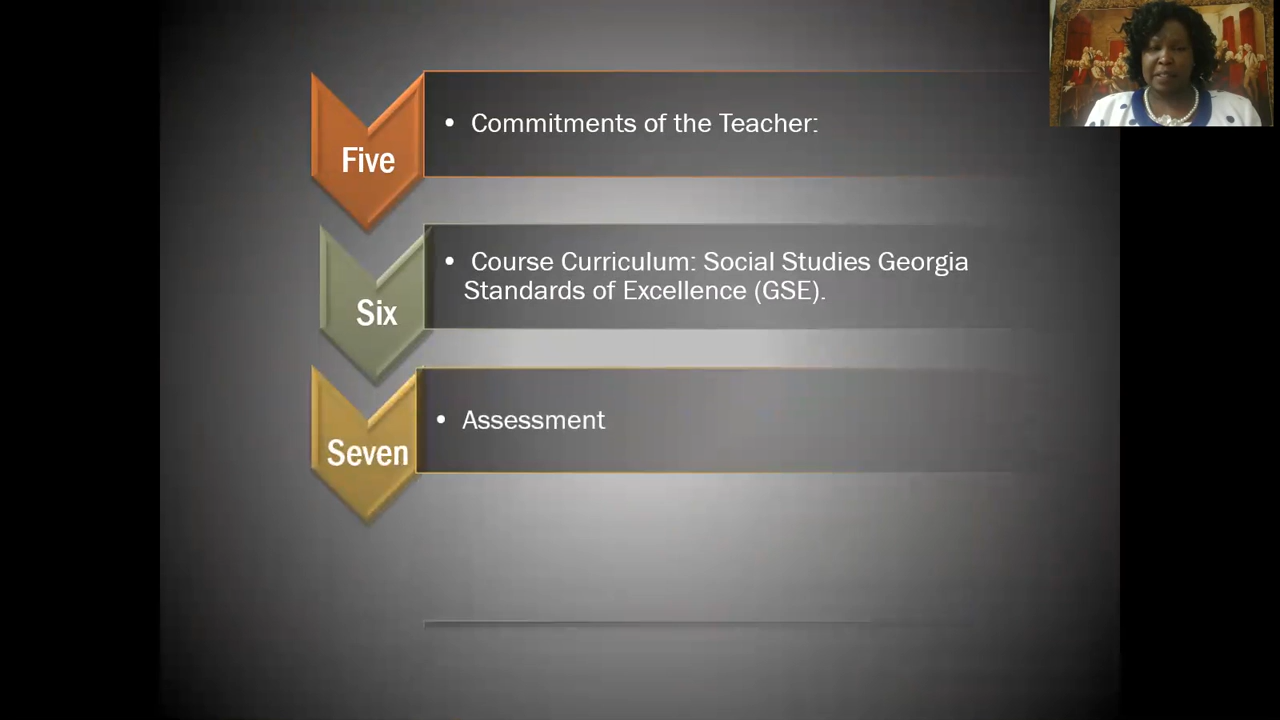 Five
• Commitments of the Teacher:
Six
• Course Curriculum: Social Studies Georgia
Standards of Excellence (GSE).
Seven
• Assessment